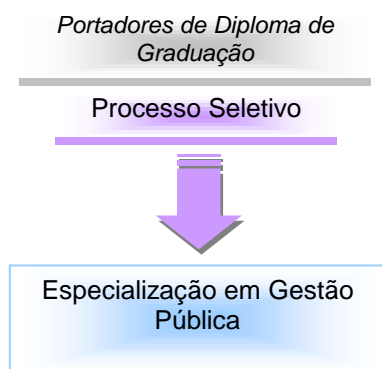 Portadores de Diploma de
Graduação
Processo Seletivo
Especialização em Gestão
Pública